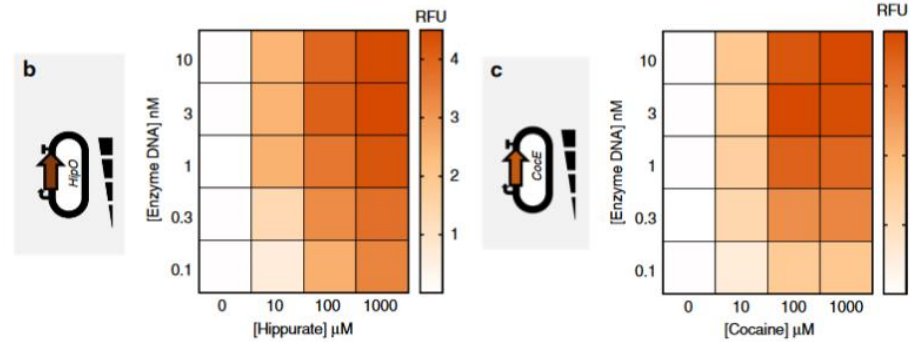 RFU
b
HipO
[Enzyme DNA] nM
10
3
1
0.3
0.1
0 10 100 1000
[Hippurate] µM
4
3
2
1
RFU
c
CocE
[Enzyme DNA] nM
10
3
1
0.3
0.1
0 10 100 1000
[Cocaine] µM